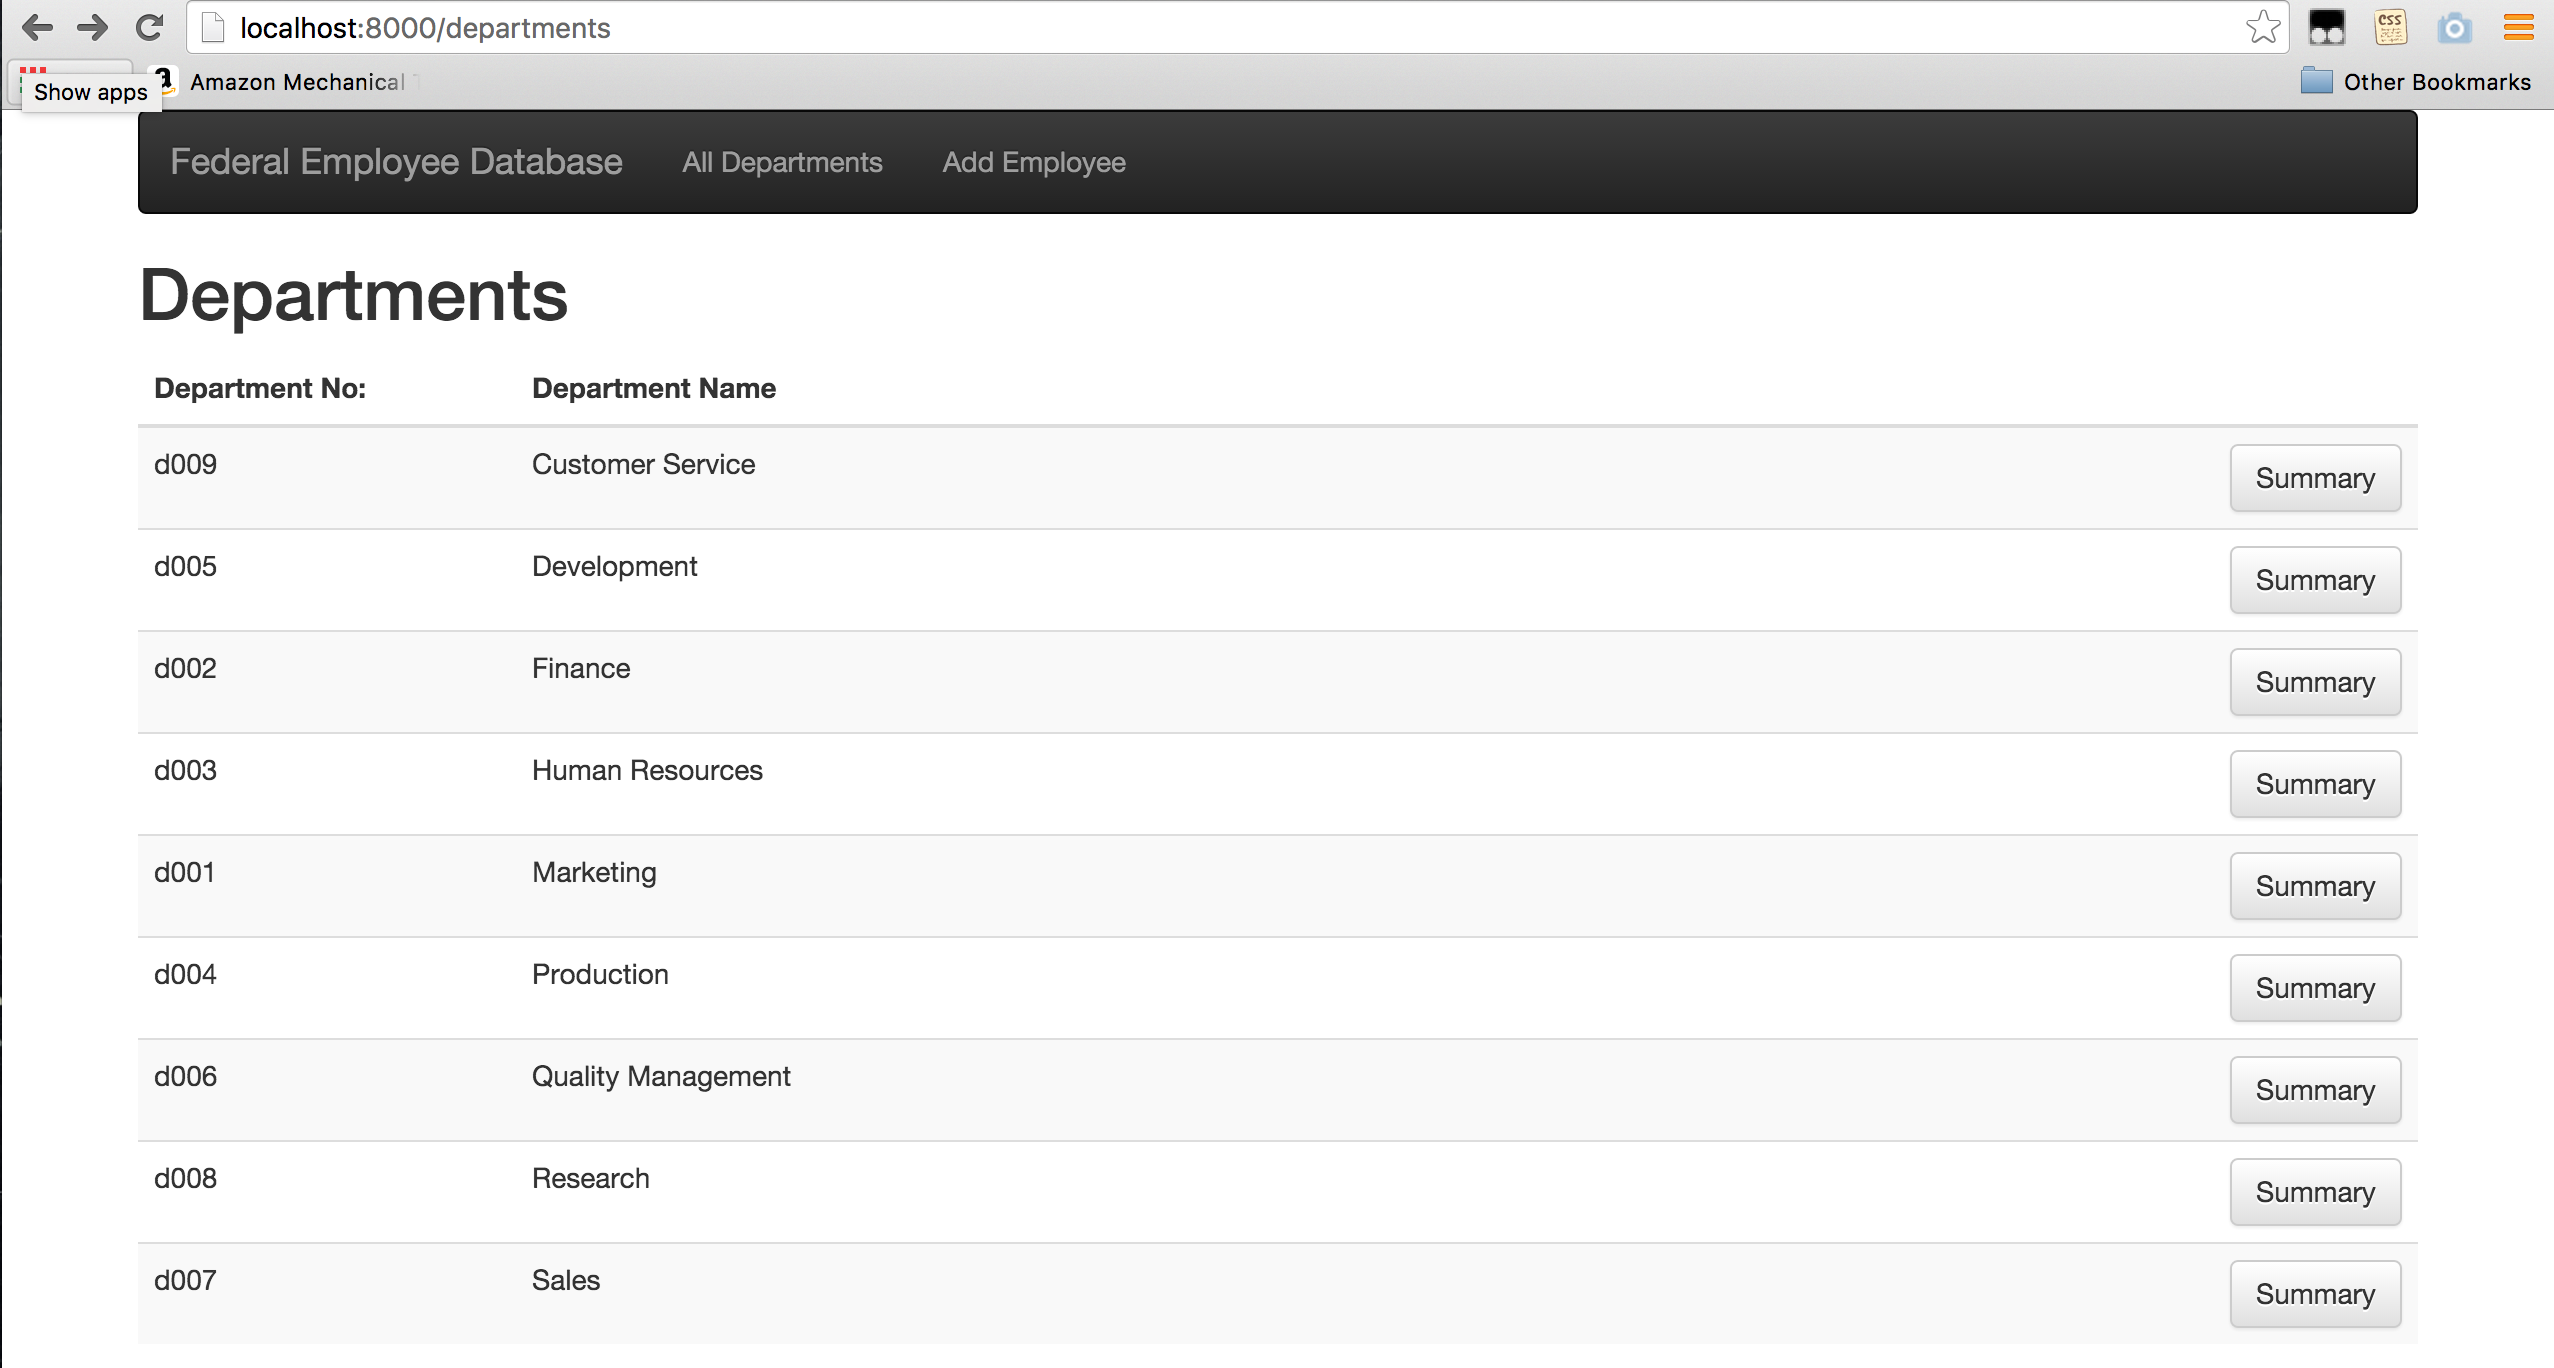 localhost:8000/departments
CSS
Show apps
a
Amazon Mechanical
Other Bookmarks
Federal Employee Database All Departments Add Employee
Departments
Department No: Department Name
d009 Customer Service Summary
d005 Development Summary
d002 Finance Summary
d003 Human Resources Summary
d001 Marketing Summary
d004 Production Summary
d006 Quality Management Summary
d008 Research Summary
d007 Sales Summary